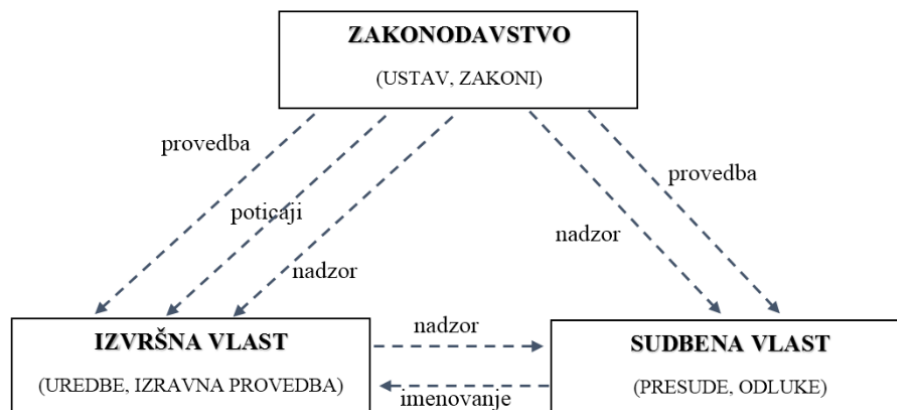 ZAKONODAVSTVO
(USTAV, ZAKONI)
provedba
provedba
poticaji
nadzor
nadzor
nadzor
IZVRŠNA VLAST
(UREDBE, IZRAVNA PROVEDBA)
SUDBENA VLAST
(PRESUDE, ODLUKE)
imenovanje